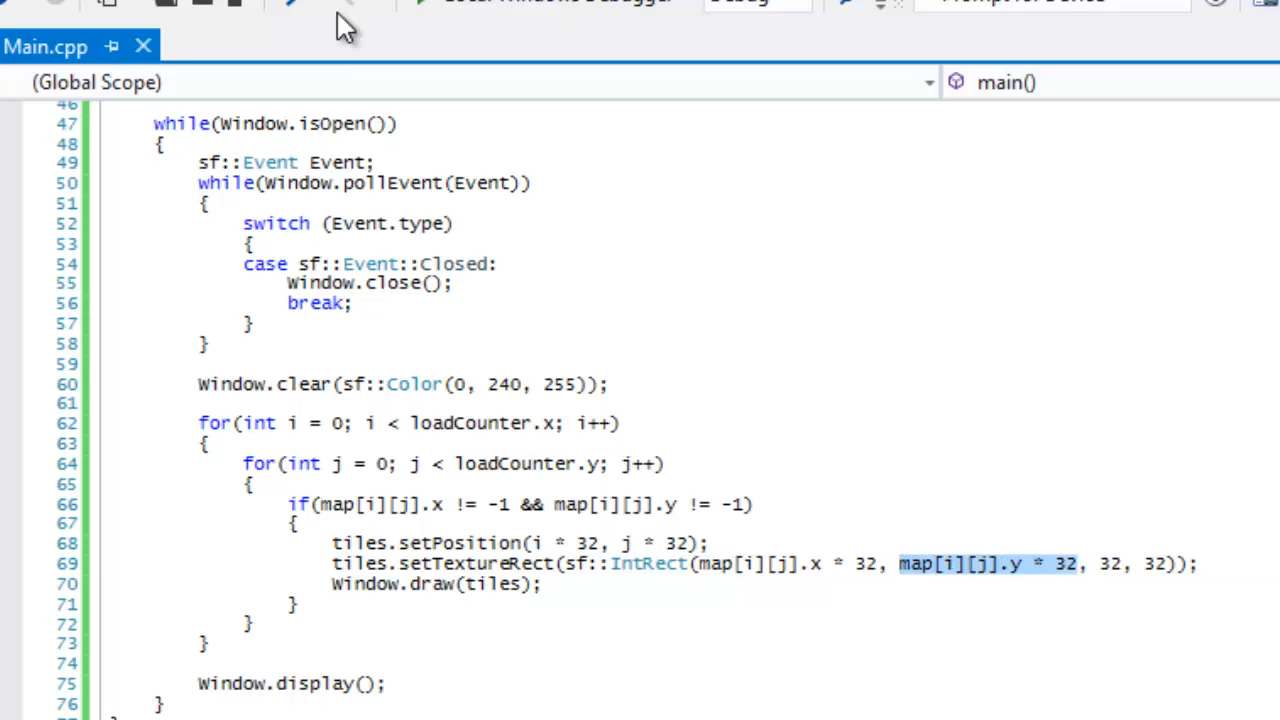 Main.cpp
(Global Scope)
main()
46
47 while(Window.isOpen())
48 {
49 sf::Event Event;
50 while(Window.pollEvent(Event))
51 {
52 switch (Event.type)
53 {
54 case sf::Event::Closed:
55 Window.close();
56 break;
57 }
58 }
59
60 Window.clear(sf::Color(0, 240, 255));
61
62 for(int i = 0; i < loadCounter.x; i++)
63 {
64 for(int j = 0; j < loadCounter.y; j++)
65 {
66 if(map[i][j].x != -1 && map[i][j].y != -1)
67 {
68 tiles.setPosition(i * 32, j * 32);
69 tiles.setTextureRect(sf::IntRect(map[i][j].x * 32, map[i][j].y * 32, 32, 32));
70 Window.draw(tiles);
71 }
72 }
73 }
74
75 Window.display();
76 }